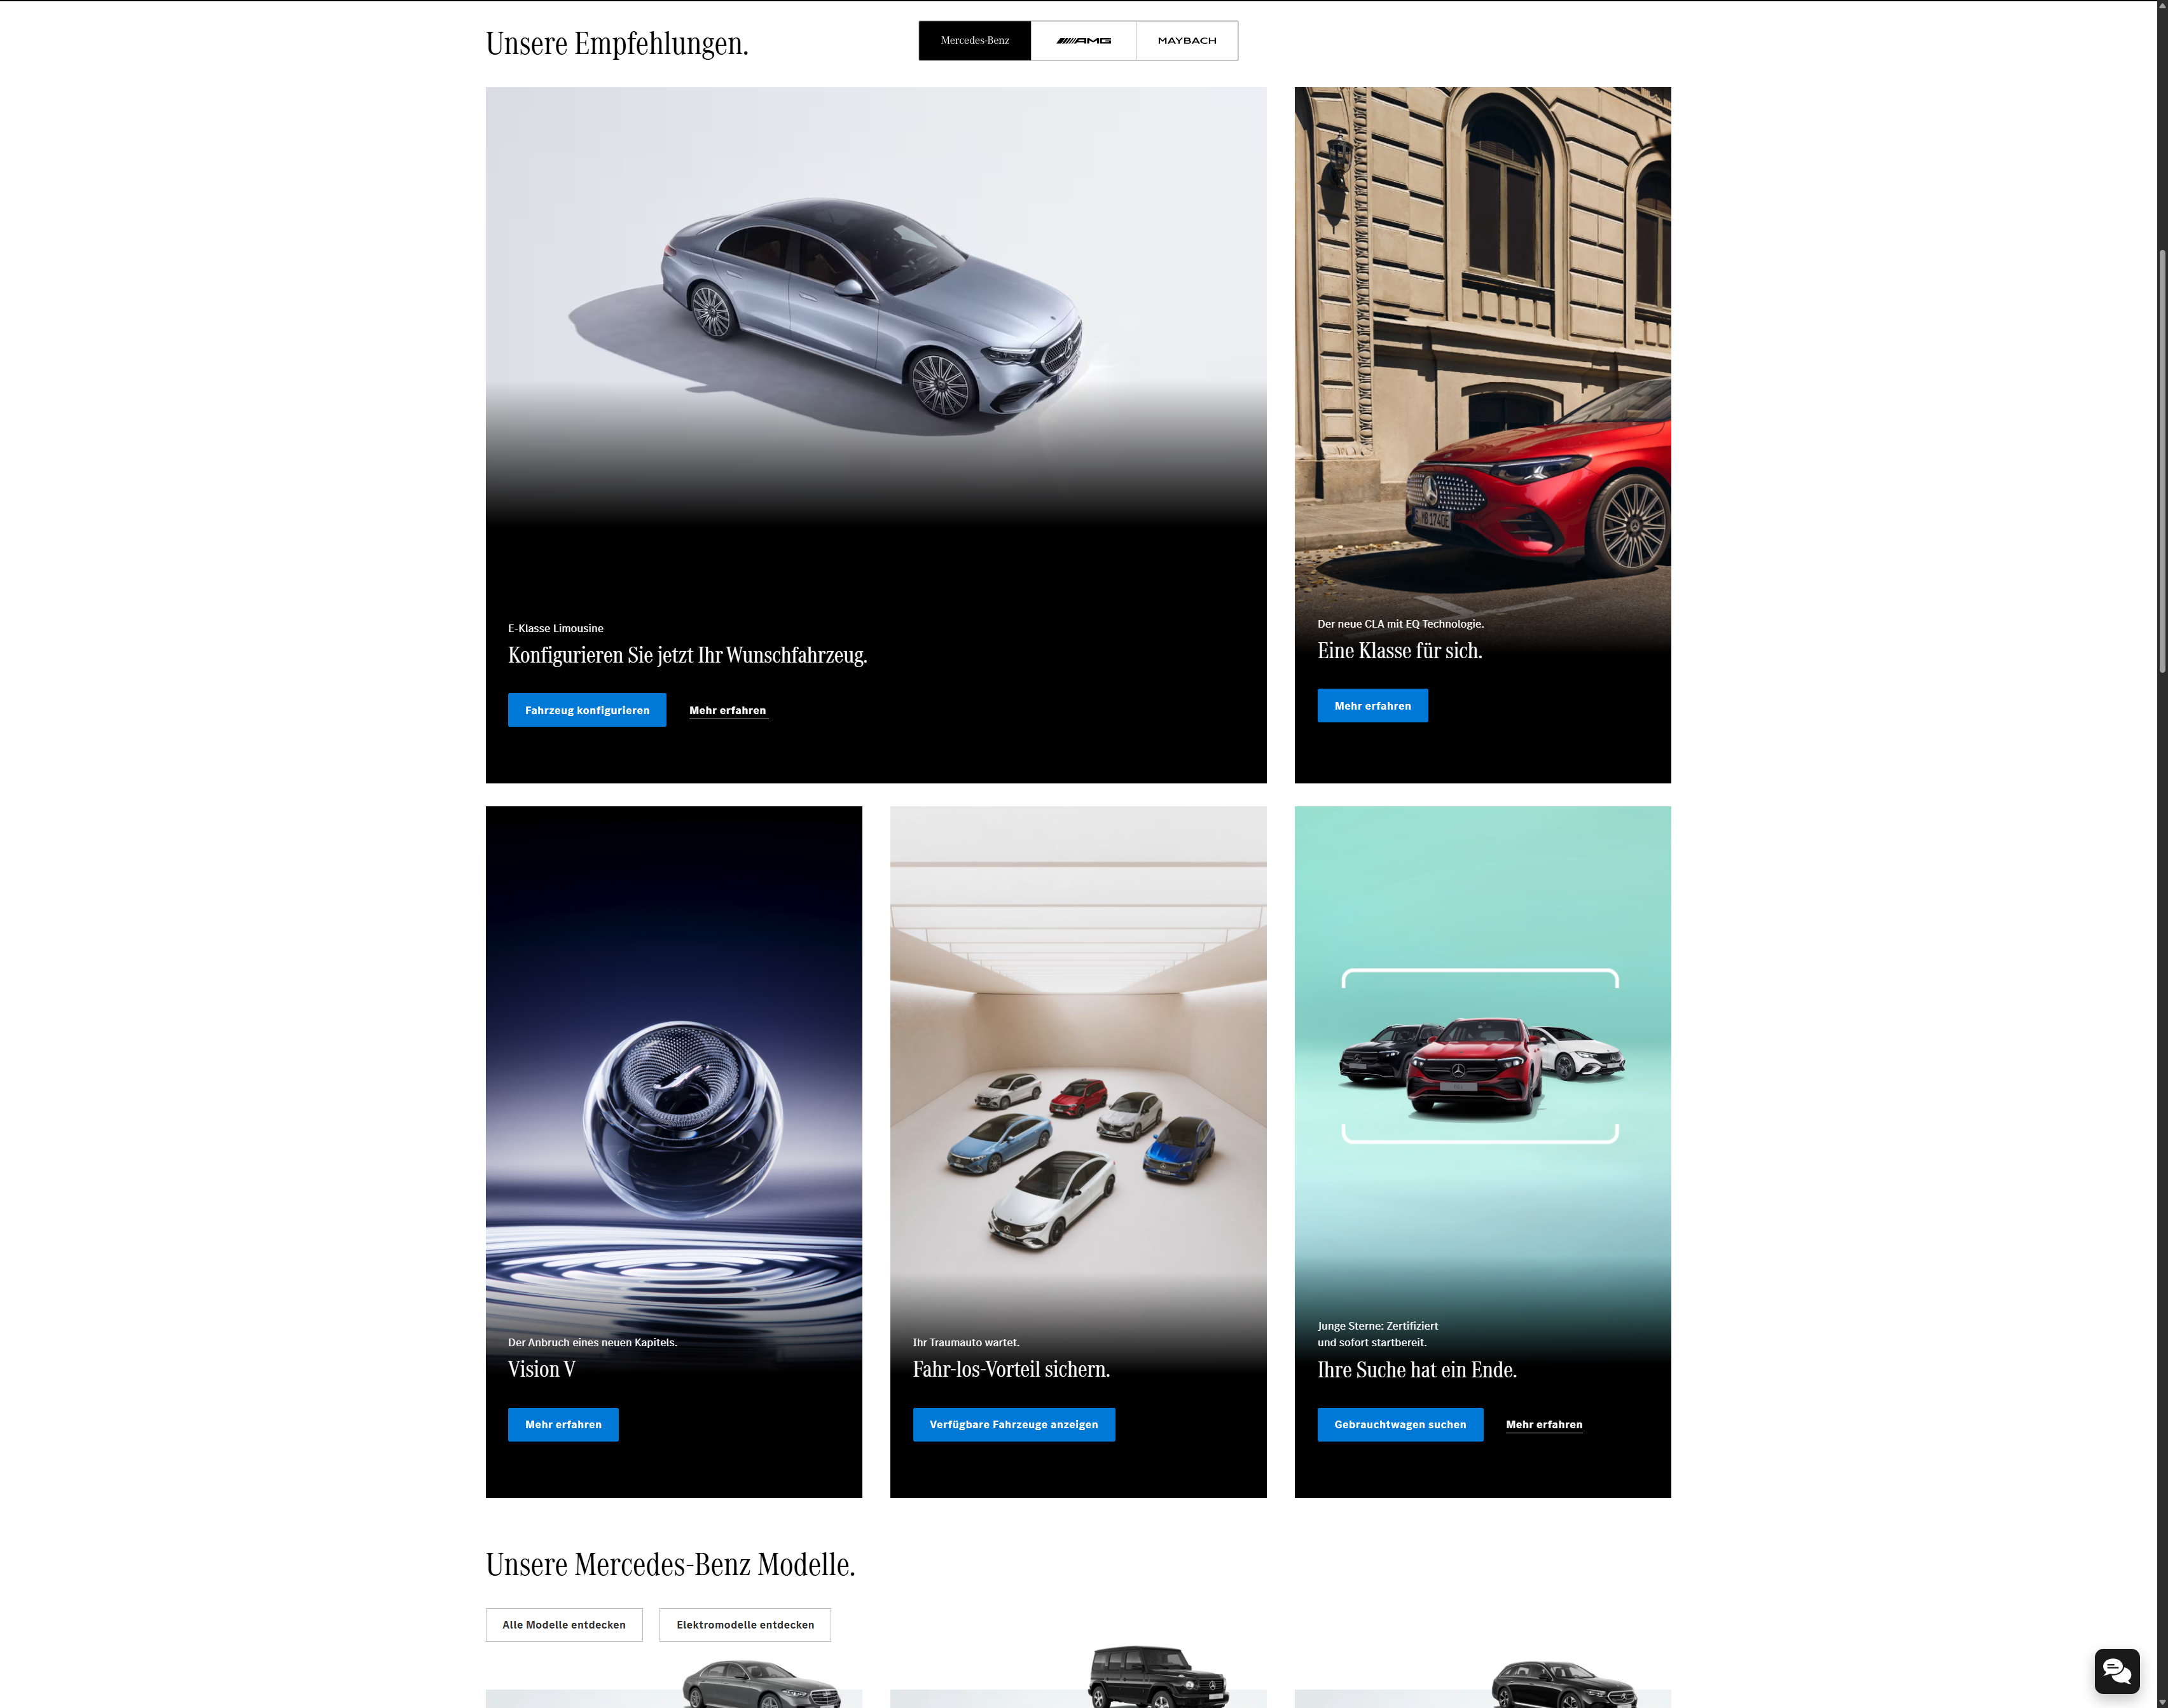 Unsere Empfehlungen.
Mercedes-Benz
AMG
MAYBACH
E-Klasse Limousine
Konfigurieren Sie jetzt Ihr Wunschfahrzeug.
Fahrzeug konfigurieren
Mehr erfahren
S·MB 1740E
Der neue CLA mit EQ Technologie.
Eine Klasse für sich.
Mehr erfahren
Der Anbruch eines neuen Kapitels.
Vision V
Mehr erfahren
Ihr Traumauto wartet.
Fahr-los-Vorteil sichern.
Verfügbare Fahrzeuge anzeigen
Junge Sterne: Zertifiziert
und sofort startbereit.
Ihre Suche hat ein Ende.
Gebrauchtwagen suchen
Mehr erfahren
Unsere Mercedes-Benz Modelle.
Alle Modelle entdecken
Elektromodelle entdecken